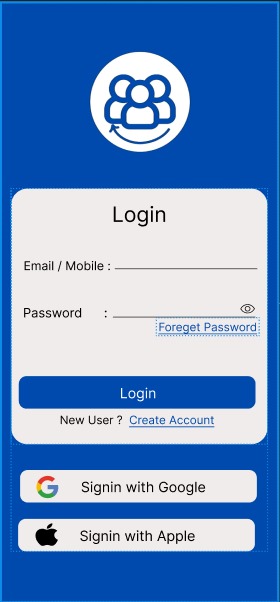 Login
Email / Mobile :
Password :
Foreget Password
Login
New User ? Create Account
Signin with Google
Signin with Apple